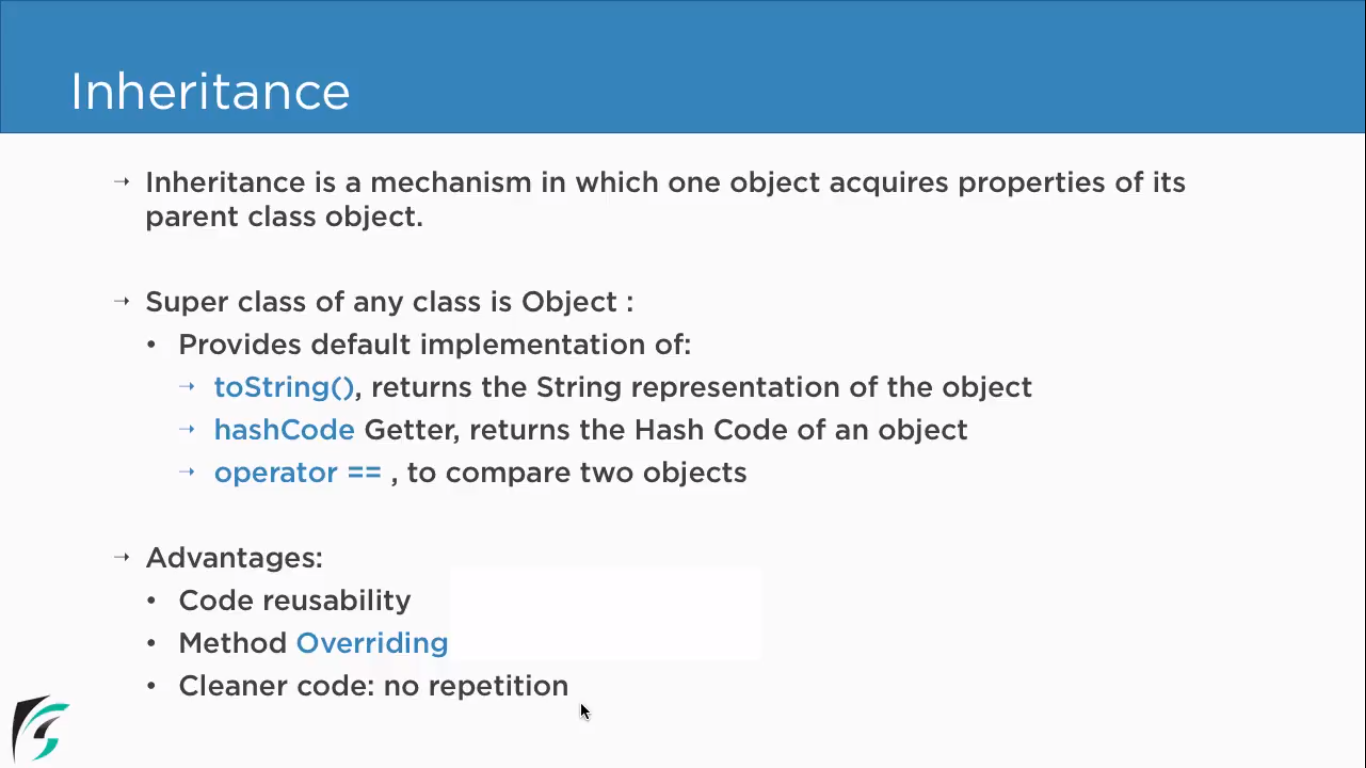 Inheritance
→ Inheritance is a mechanism in which one object acquires properties of its
parent class object.
→ Super class of any class is Object :
• Provides default implementation of:
→ toString(), returns the String representation of the object
→ hashCode Getter, returns the Hash Code of an object
→ operator == , to compare two objects
→ Advantages:
• Code reusability
• Method Overriding
• Cleaner code: no repetition